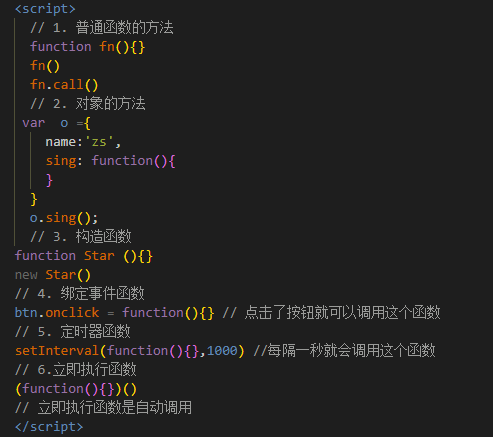 <script>
// 1. 普通函数的方法
function fn(){}
fn()
fn.call()
// 2. 对象的方法
var  o ={
name:'zs',
sing: function(){
}
}
o.sing();
// 3. 构造函数
function Star (){}
new Star()
// 4. 绑定事件函数
btn.onclick = function(){} // 点击了按钮就可以调用这个函数
// 5. 定时器函数
setInterval(function(){},1000) //每隔一秒就会调用这个函数
// 6.立即执行函数
(function(){})()
// 立即执行函数是自动调用
</script>